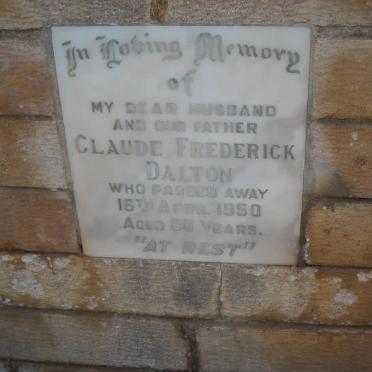 In Loving Memory
of
MY DEAR HUSBAND
AND OUR FATHER
CLAUDE FREDERICK
DALTON
WHO PASSED AWAY
16TH APRIL 1950
AGED YEARS.
"AT REST"